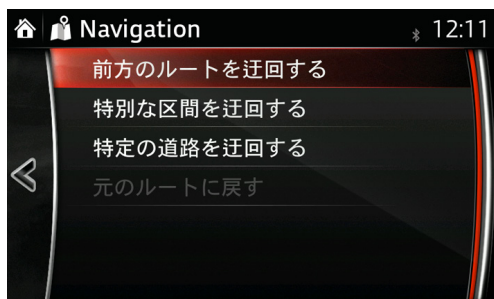 Navigation 12:11
前方のルートを迂回する
特別な区間を迂回する
特定の道路を迂回する
元のルートに戻す